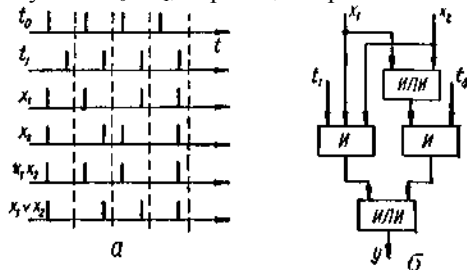 t₀
t
t₁
x₁
x₂
x₁x₂
x₁ ∨ x₂
а
x₁ x₂
или
t₁ t₀
и и
или
y
б